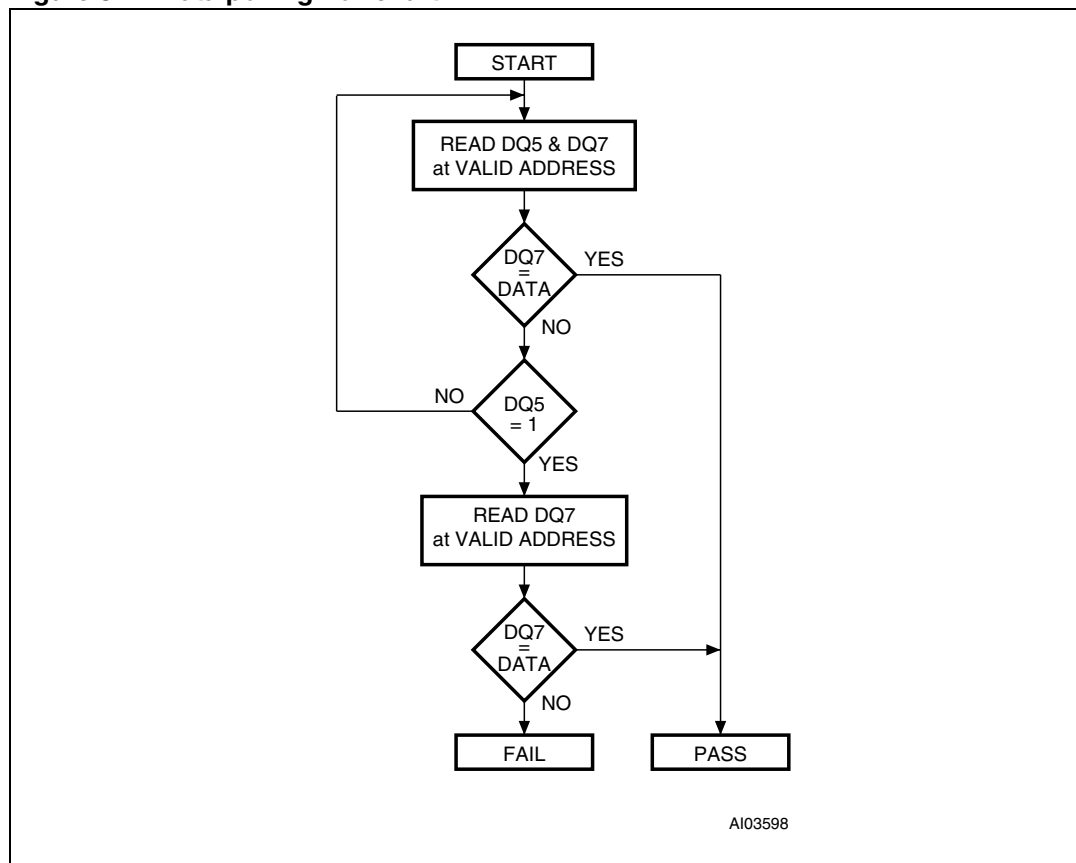 START
READ DQ5 & DQ7
at VALID ADDRESS
DQ7
=
DATA
YES
NO
NO
DQ5
= 1
YES
READ DQ7
at VALID ADDRESS
DQ7
=
DATA
YES
NO
FAIL
PASS
AI03598